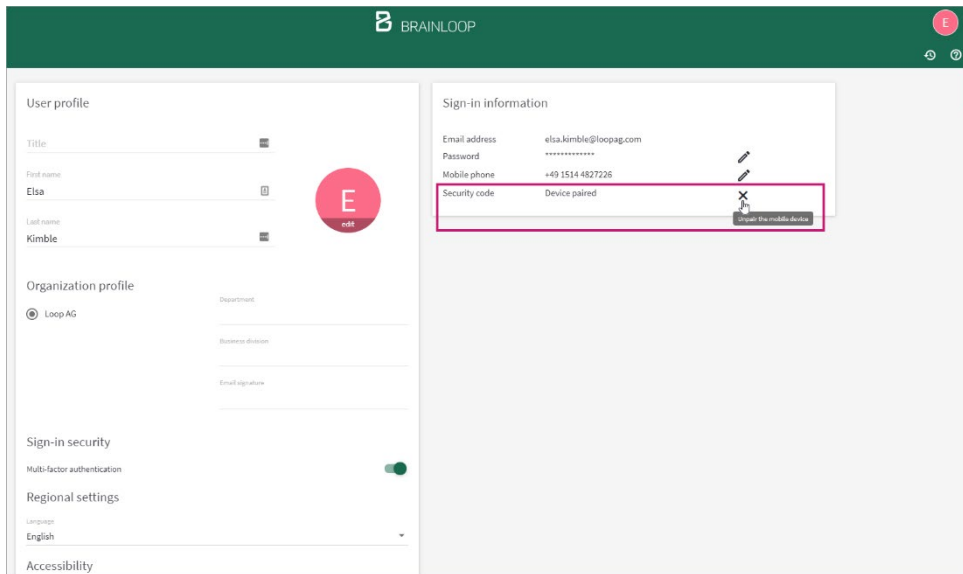 BRAINLOOP
E
User profile
Title
First name
Elsa
Last name
Kimble
E
edit
Organization profile
Loop AG
Department
Business division
Email signature
Sign-in security
Multi-factor authentication
Regional settings
Language
English
Accessibility
Sign-in information
Email address elsa.kimble@loopag.com
Password *************
Mobile phone +49 1514 4827226
Security code Device paired
Unpair the mobile device